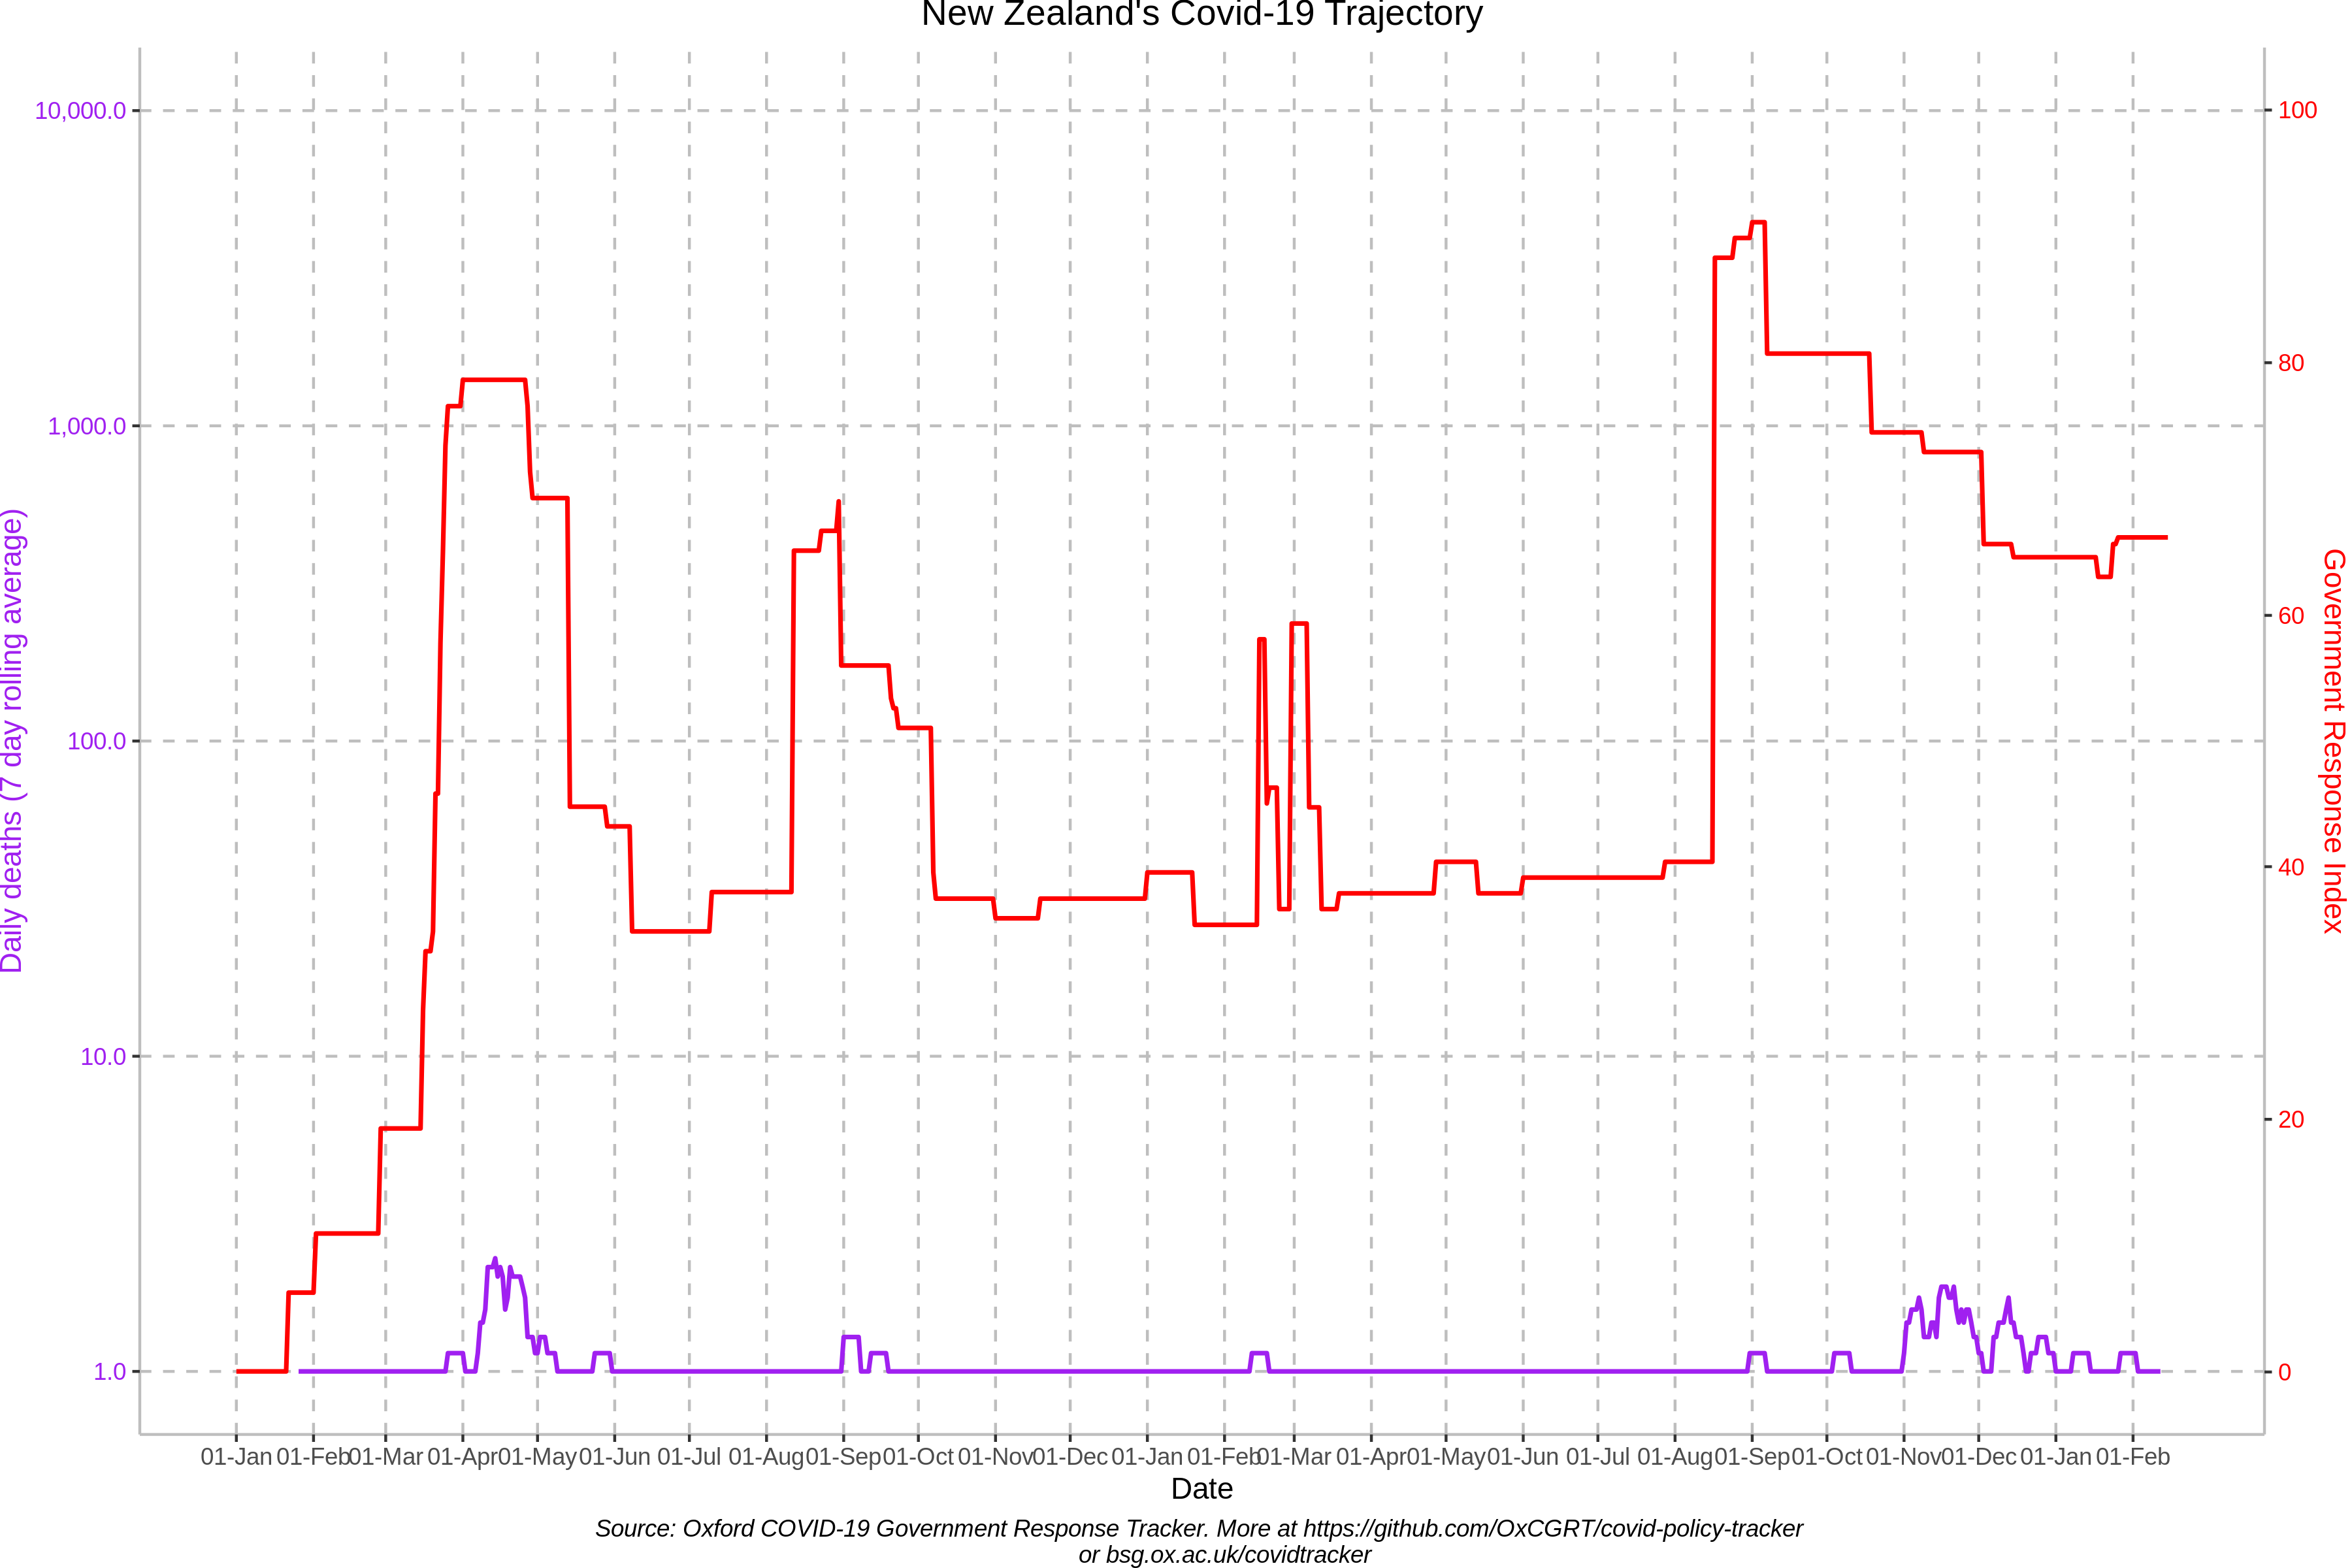 New Zealand's Covid-19 Trajectory
10,000.0
1,000.0
100.0
10.0
1.0
Daily deaths (7 day rolling average)
100
80
60
40
20
0
Government Response Index
01-Jan 01-Feb 01-Mar 01-Apr 01-May 01-Jun 01-Jul 01-Aug 01-Sep 01-Oct 01-Nov 01-Dec 01-Jan 01-Feb 01-Mar 01-Apr 01-May 01-Jun 01-Jul 01-Aug 01-Sep 01-Oct 01-Nov 01-Dec 01-Jan 01-Feb
Date
Source: Oxford COVID-19 Government Response Tracker. More at https://github.com/OxCGRT/covid-policy-tracker
or bsg.ox.ac.uk/covidtracker